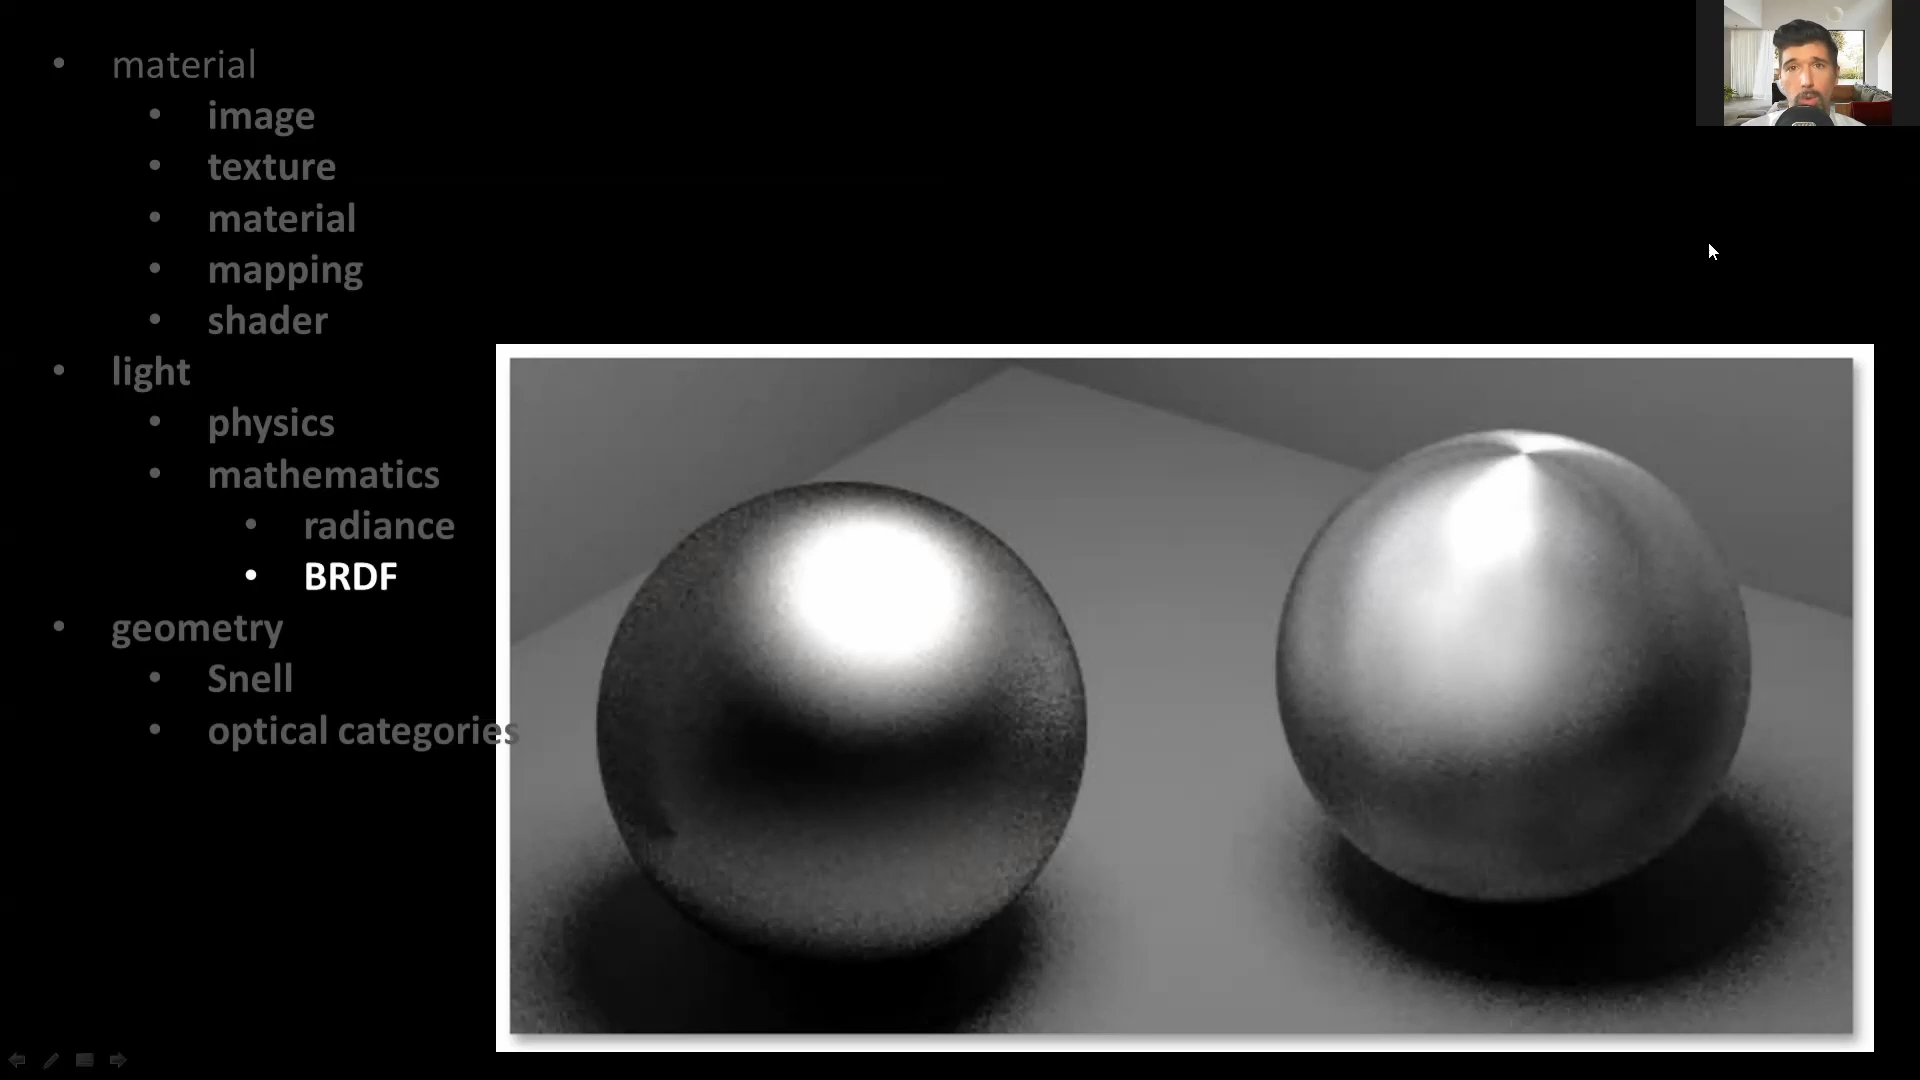 material
image
texture
material
mapping
shader
light
physics
mathematics
radiance
BRDF
geometry
Snell
optical categories